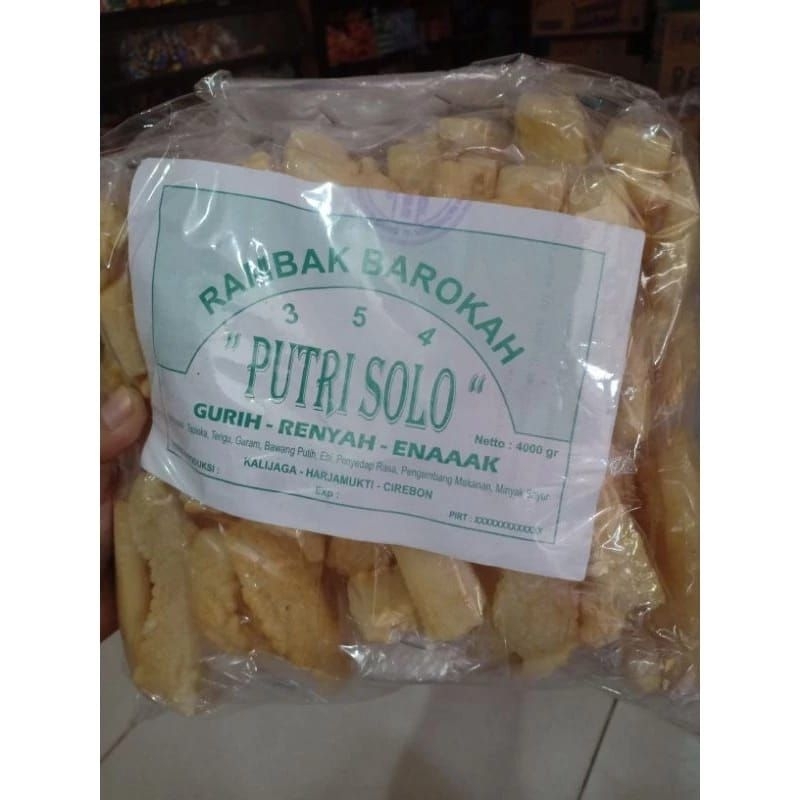 RAMBAK BAROKAH
3 5 4
" PUTRI SOLO "
GURIH - RENYAH - ENAAAK
Netto : 4000 gr
Tapioka, Terigu, Garam, Bawang Putih, Penyedap Rasa, Pengembang Makanan, Minyak Sayur
KALIJAGA - HARJAMUKTI - CIREBON
Exp :
PIRT : XXXXXXXXXXXXX